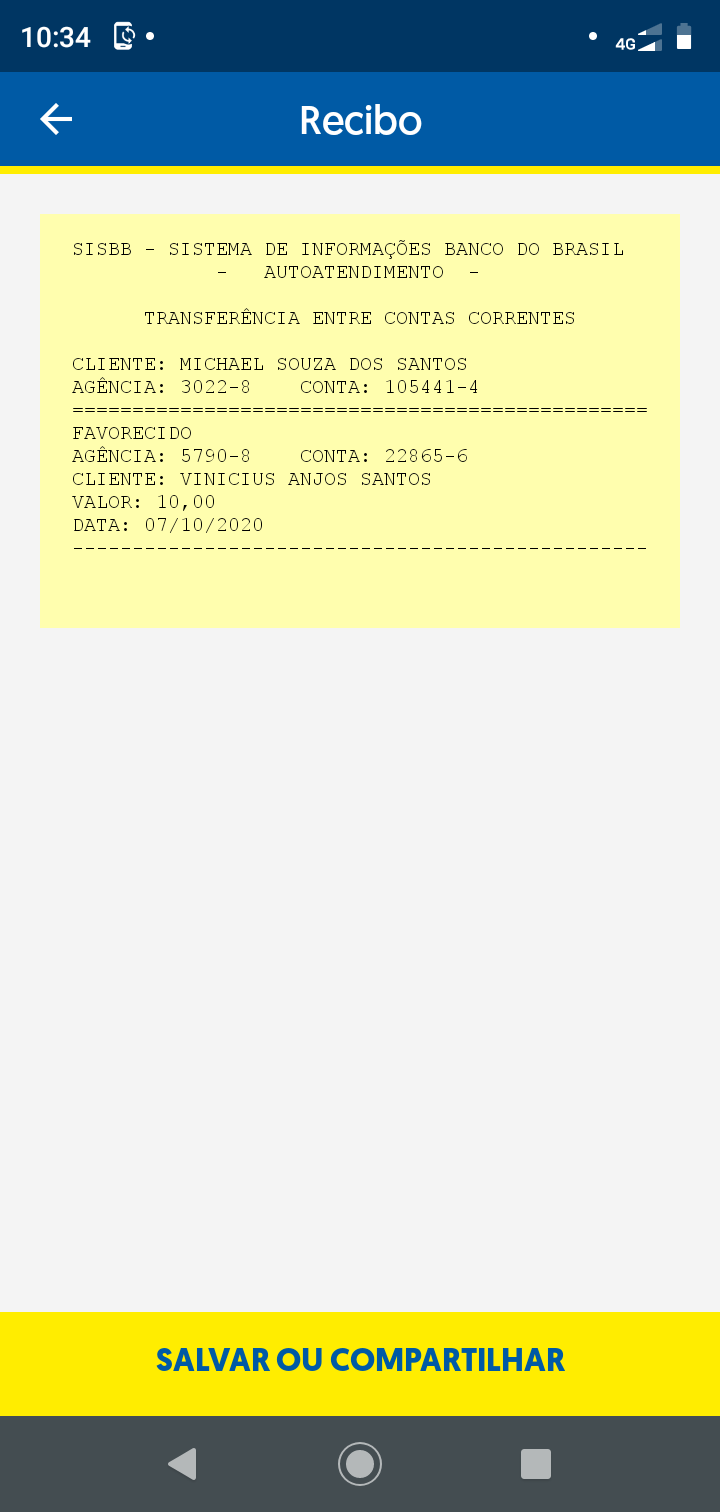 10:34
4G
Recibo
SISBB - SISTEMA DE INFORMAÇÕES BANCO DO BRASIL
- AUTOATENDIMENTO -
TRANSFERÊNCIA ENTRE CONTAS CORRENTES
CLIENTE: MICHAEL SOUZA DOS SANTOS
AGÊNCIA: 3022-8 CONTA: 105441-4
================================================
FAVORECIDO
AGÊNCIA: 5790-8 CONTA: 22865-6
CLIENTE: VINICIUS ANJOS SANTOS
VALOR: 10,00
DATA: 07/10/2020
------------------------------------------------
SALVAR OU COMPARTILHAR